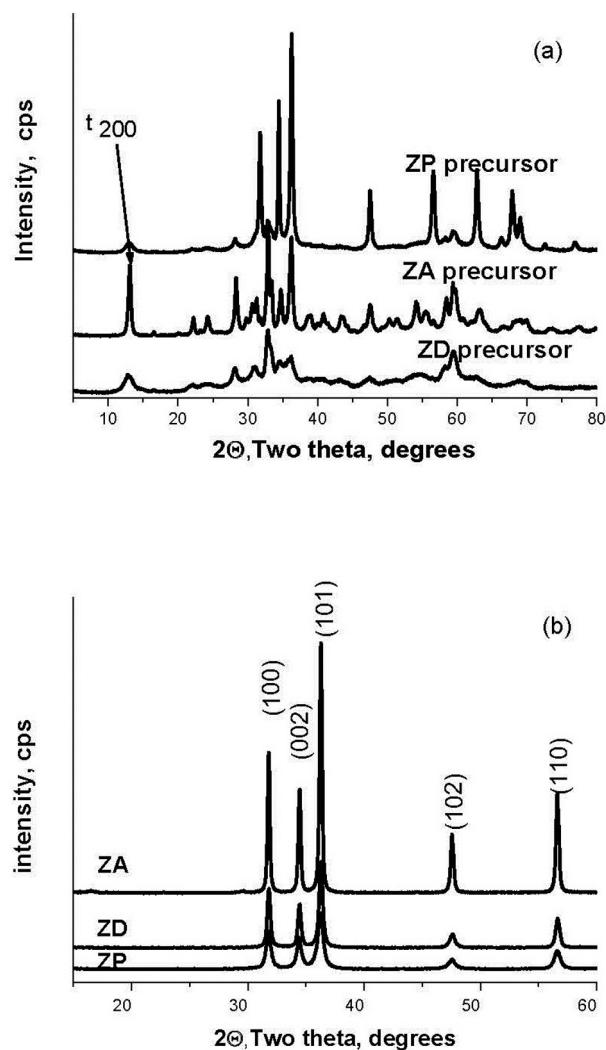 (a)
t 200
Intensity, cps
ZP precursor
ZA precursor
ZD precursor
10 20 30 40 50 60 70 80
2Θ,Two theta, degrees
(b)
(101)
(100)
(002)
(110)
(102)
intensity, cps
ZA
ZD
ZP
20 30 40 50 60
2Θ,Two theta, degrees